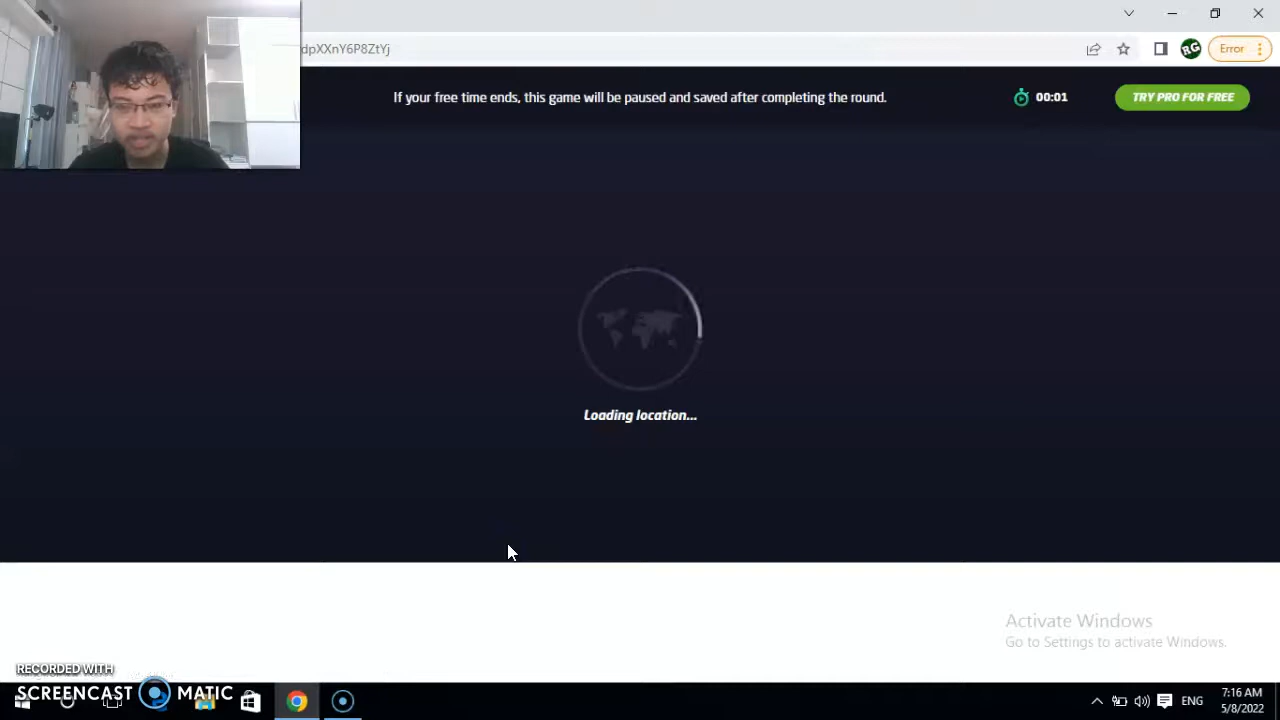 dpXXnY6P8ZtYj
RG
Error
If your free time ends, this game will be paused and saved after completing the round.
00:01
TRY PRO FOR FREE
Loading location...
Activate Windows
Go to Settings to activate Windows.
RECORDED WITH
SCREENCAST MATIC
ENG
7:16 AM
5/8/2022